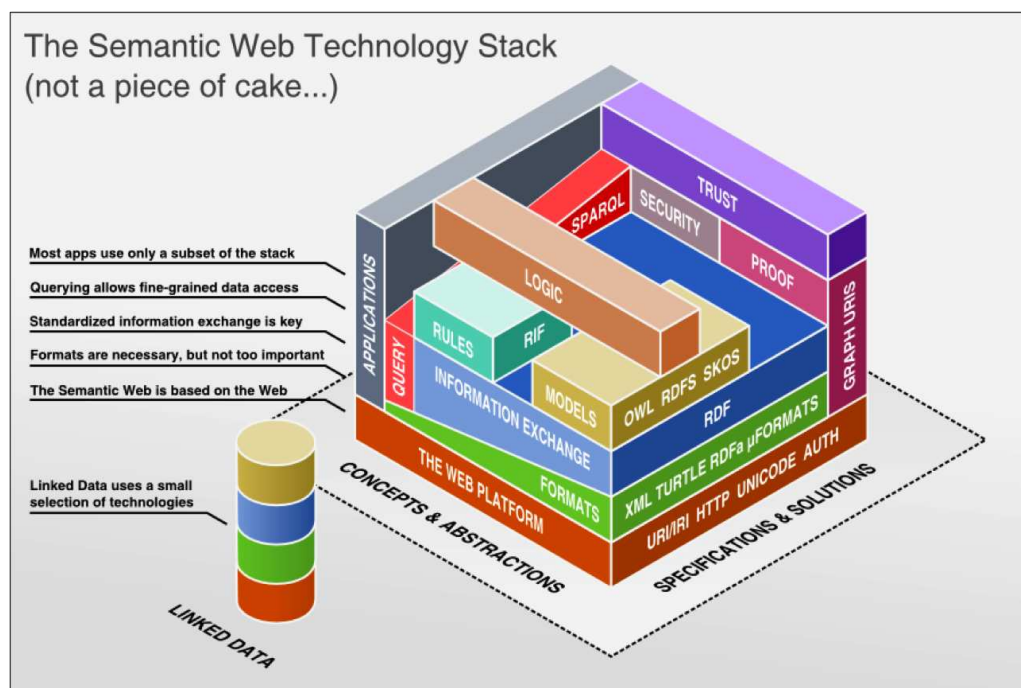 The Semantic Web Technology Stack
(not a piece of cake...)
Most apps use only a subset of the stack
Querying allows fine-grained data access
Standardized information exchange is key
Formats are necessary, but not too important
The Semantic Web is based on the Web
Linked Data uses a small
selection of technologies
LINKED DATA
APPLICATIONS
QUERY
RULES
RIF
LOGIC
SPARQL
SECURITY
TRUST
PROOF
GRAPH URIS
MODELS
OWL RDFS SKOS
INFORMATION EXCHANGE
RDF
FORMATS
XML TURTLE RDFa µFORMATS
THE WEB PLATFORM
URI/IRI HTTP UNICODE AUTH
CONCEPTS & ABSTRACTIONS
SPECIFICATIONS & SOLUTIONS